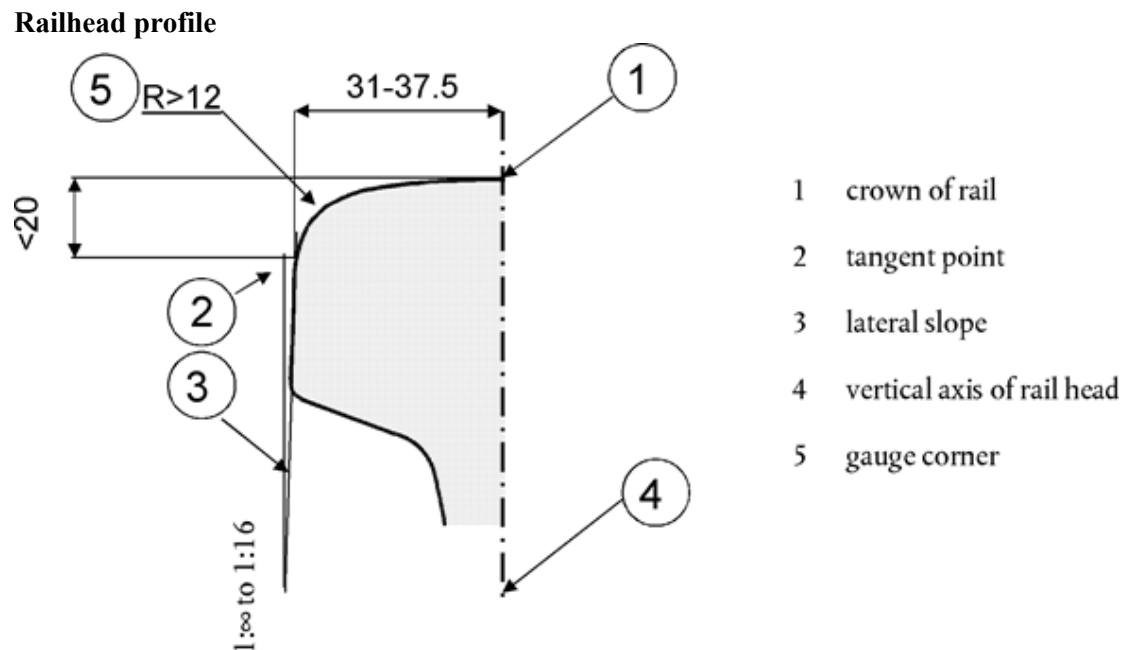 Railhead profile
5 R>12
31-37.5
1
<20
2
3
4
1:∞ to 1:16
1 crown of rail
2 tangent point
3 lateral slope
4 vertical axis of rail head
5 gauge corner